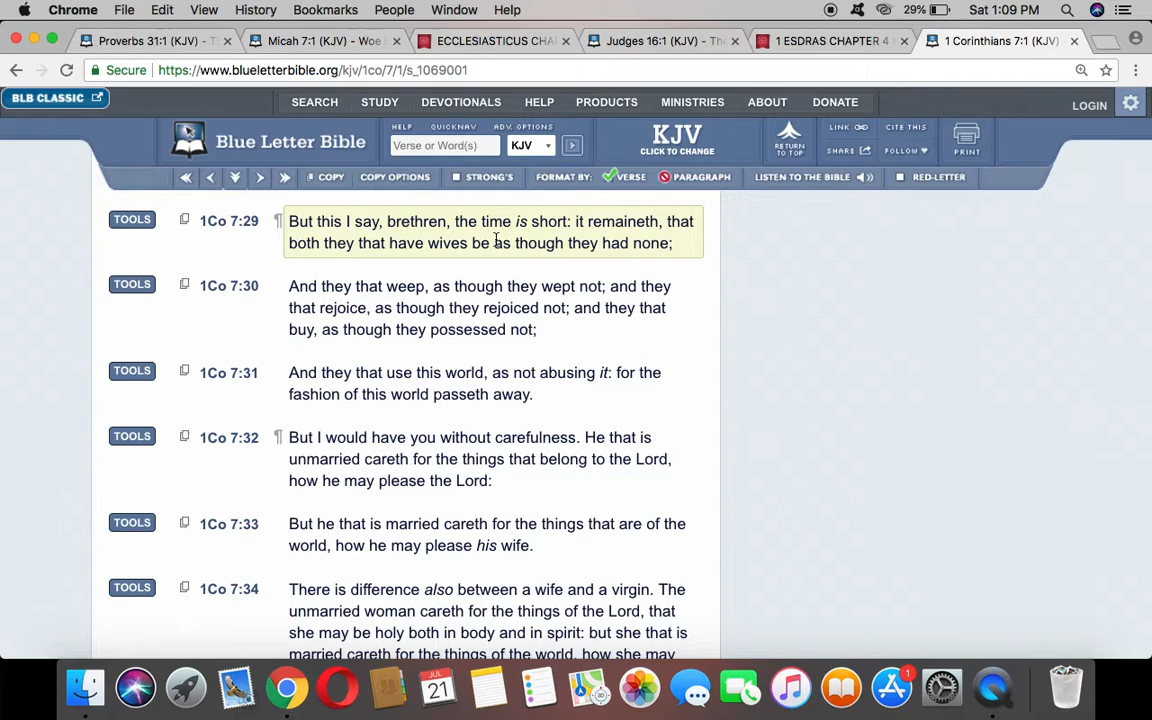 Chrome File Edit View History Bookmarks People Window Help 29% Sat 1:09 PM
Proverbs 31:1 (KJV) - T Micah 7:1 (KJV) - Woe i ECCLESIASTICUS CHA Judges 16:1 (KJV) - The 1 ESDRAS CHAPTER 4 1 Corinthians 7:1 (KJV) -
Secure https://www.blueletterbible.org/kjv/1co/7/1/s_1069001
BLB CLASSIC SEARCH STUDY DEVOTIONALS HELP PRODUCTS MINISTRIES ABOUT DONATE LOGIN
HELP QUICKNAV ADV. OPTIONS
Blue Letter Bible Verse or Word(s) KJV
KJV
CLICK TO CHANGE
RETURN
TO TOP
LINK CITE THIS
SHARE FOLLOW
PRINT
COPY COPY OPTIONS STRONG'S FORMAT BY: VERSE PARAGRAPH LISTEN TO THE BIBLE RED-LETTER
TOOLS 1Co 7:29 ¶ But this I say, brethren, the time is short: it remaineth, that
both they that have wives be as though they had none;
TOOLS 1Co 7:30 And they that weep, as though they wept not; and they
that rejoice, as though they rejoiced not; and they that
buy, as though they possessed not;
TOOLS 1Co 7:31 And they that use this world, as not abusing it: for the
fashion of this world passeth away.
TOOLS 1Co 7:32 ¶ But I would have you without carefulness. He that is
unmarried careth for the things that belong to the Lord,
how he may please the Lord:
TOOLS 1Co 7:33 But he that is married careth for the things that are of the
world, how he may please his wife.
TOOLS 1Co 7:34 There is difference also between a wife and a virgin. The
unmarried woman careth for the things of the Lord, that
she may be holy both in body and in spirit: but she that is
married careth for the things of the world, how she may
JUL
21
1